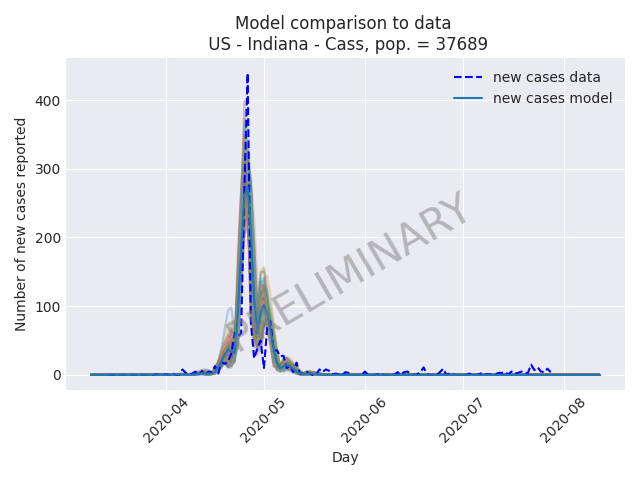 Model comparison to data
US - Indiana - Cass, pop. = 37689
new cases data
new cases model
Number of new cases reported
400
300
200
100
0
PRELIMINARY
2020-04
2020-05
2020-06
2020-07
2020-08
Day